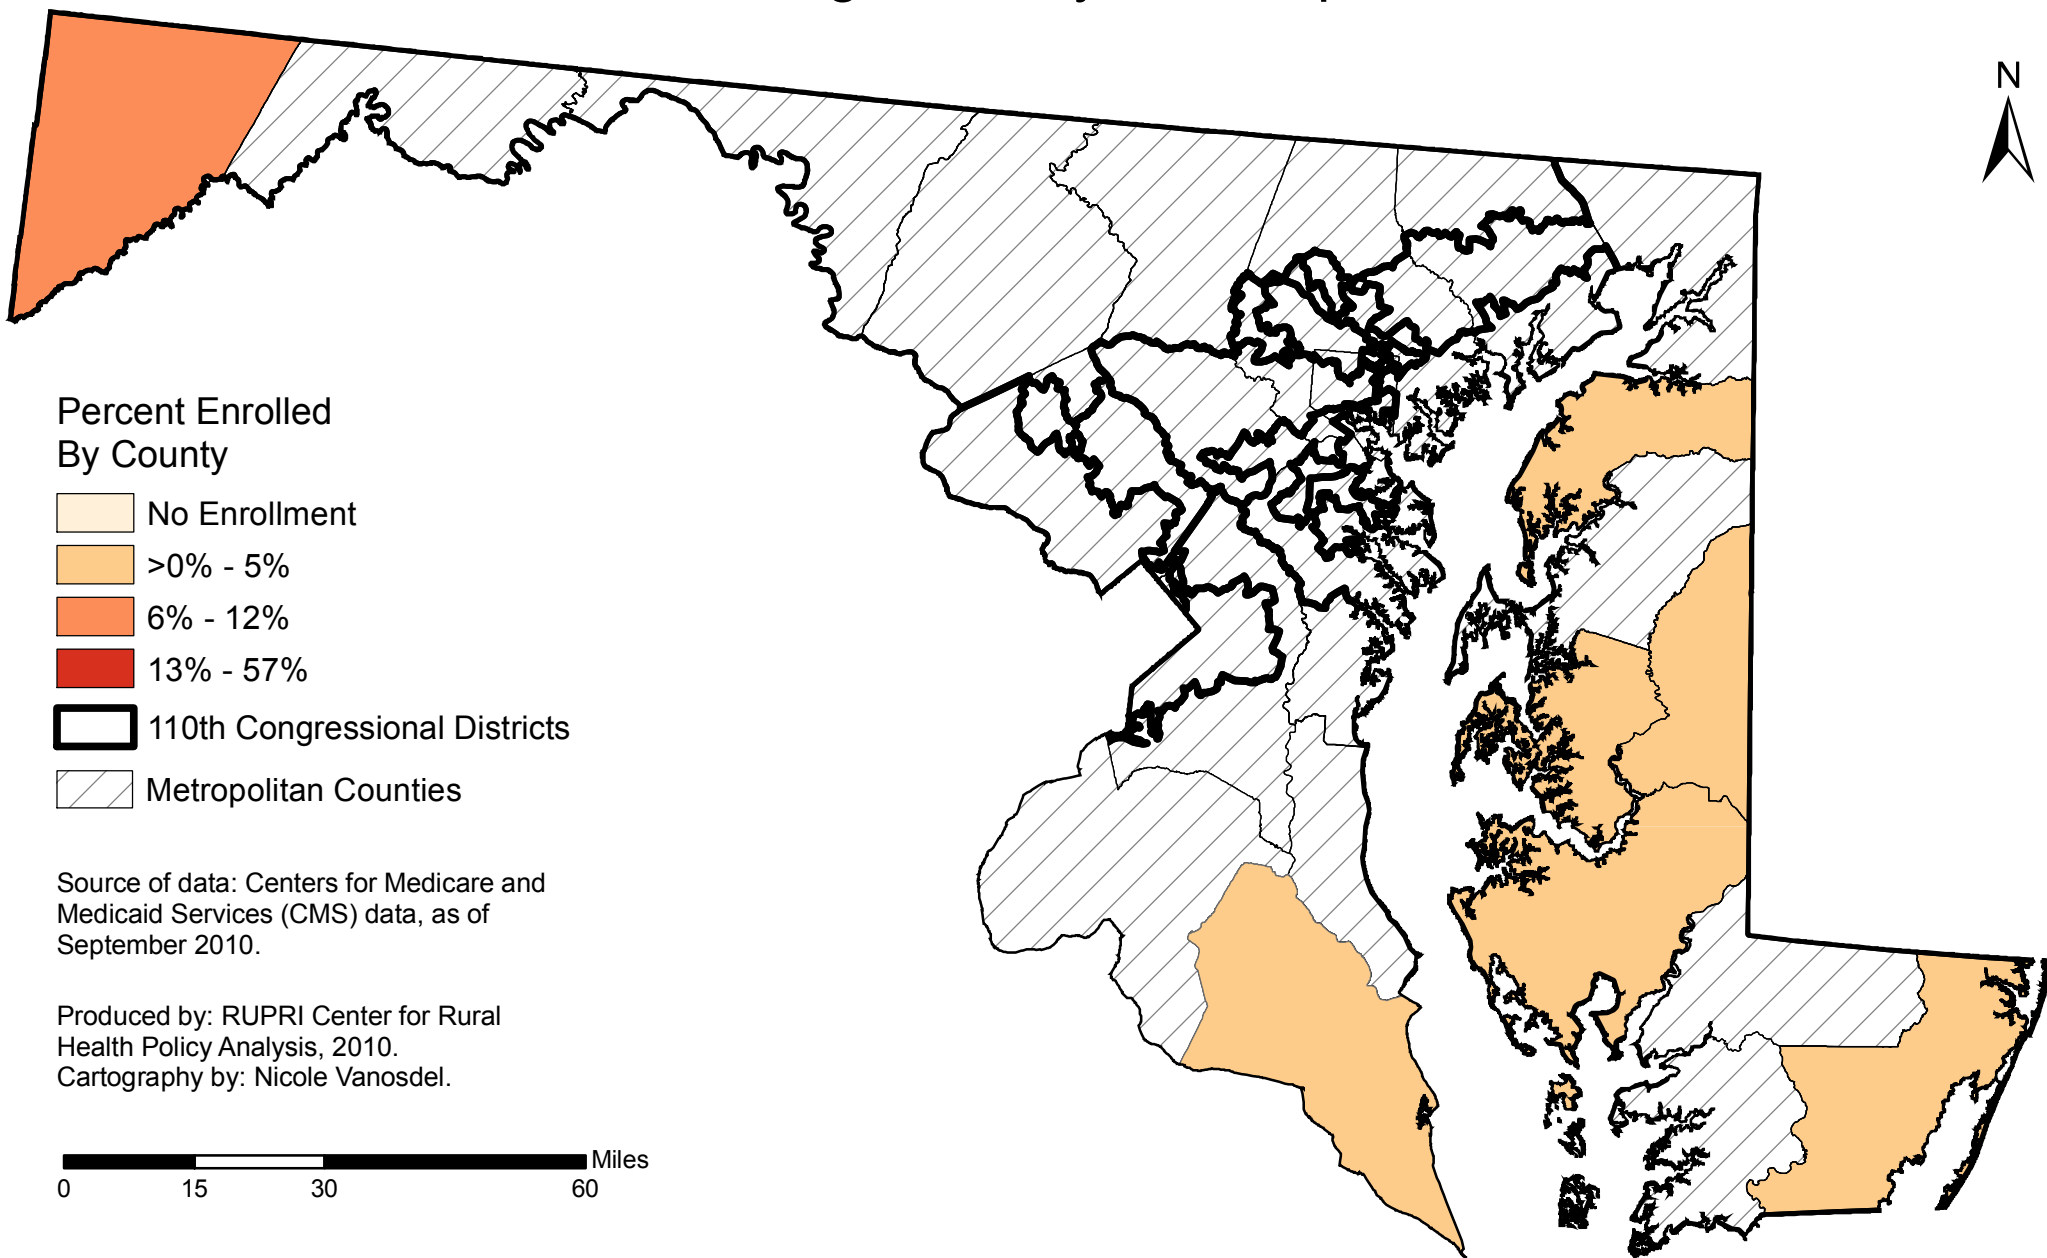 N
Percent Enrolled
By County
No Enrollment
>0% - 5%
6% - 12%
13% - 57%
110th Congressional Districts
Metropolitan Counties
Source of data: Centers for Medicare and
Medicaid Services (CMS) data, as of
September 2010.
Produced by: RUPRI Center for Rural
Health Policy Analysis, 2010.
Cartography by: Nicole Vanosdel.
Miles
0 15 30 60